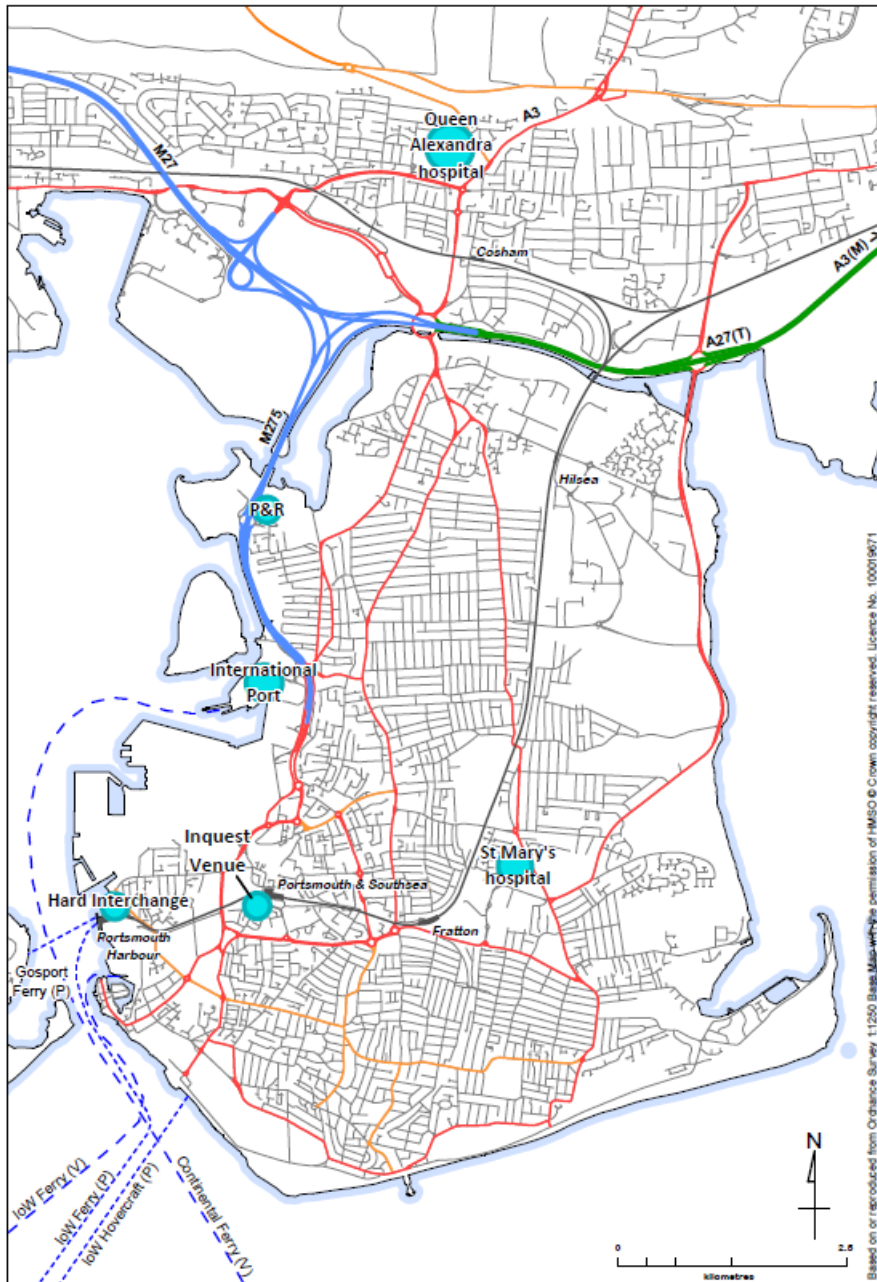 Queen
Alexandra
hospital
A3
M27
Cosham
A3(M) ->
A27(T)
M275
Hilsea
P&R
International
Port
Inquest
Venue
St Mary's
hospital
Portsmouth & Southsea
Hard Interchange
Fratton
Portsmouth
Harbour
Gosport
Ferry (P)
IoW Ferry (V)
IoW Ferry (P)
IoW Hovercraft (P)
Continental Ferry (V)
N
0
2.6
kilometres
Based on or reproduced from Ordnance Survey 1:1250 Base Map with the permission of HMSO © Crown copyright reserved. Licence No. 100019671